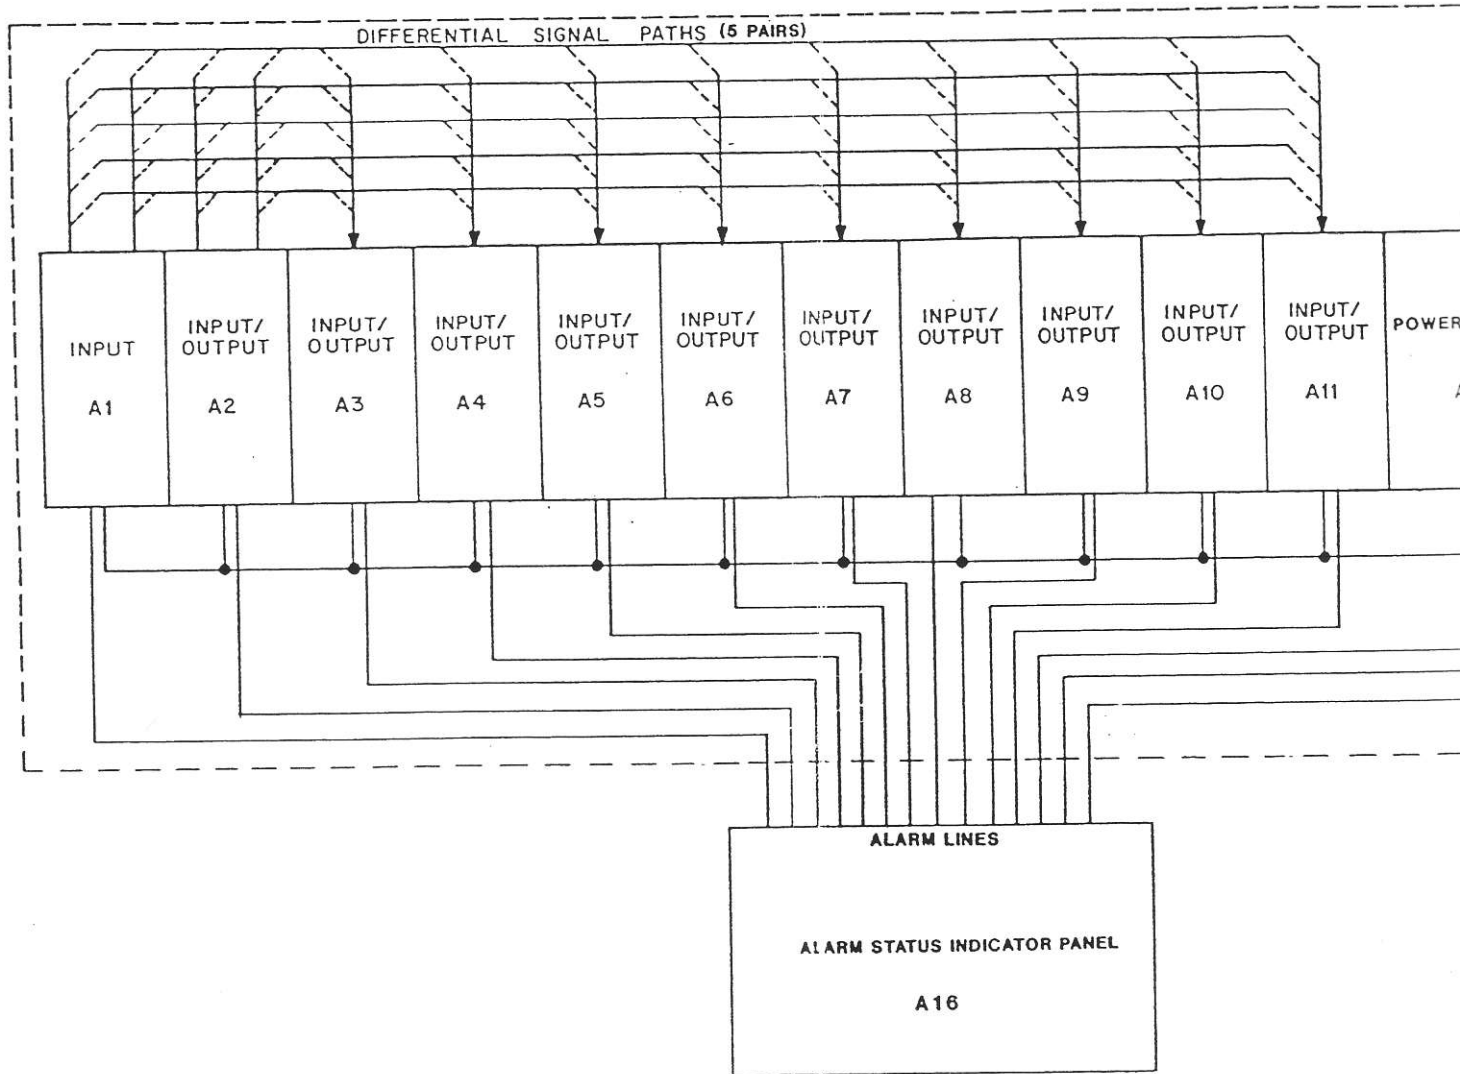 DIFFERENTIAL SIGNAL PATHS (5 PAIRS)
INPUT
A1
INPUT/
OUTPUT
A2
INPUT/
OUTPUT
A3
INPUT/
OUTPUT
A4
INPUT/
OUTPUT
A5
INPUT/
OUTPUT
A6
INPUT/
OUTPUT
A7
INPUT/
OUTPUT
A8
INPUT/
OUTPUT
A9
INPUT/
OUTPUT
A10
INPUT/
OUTPUT
A11
POWER
ALARM LINES
ALARM STATUS INDICATOR PANEL
A16